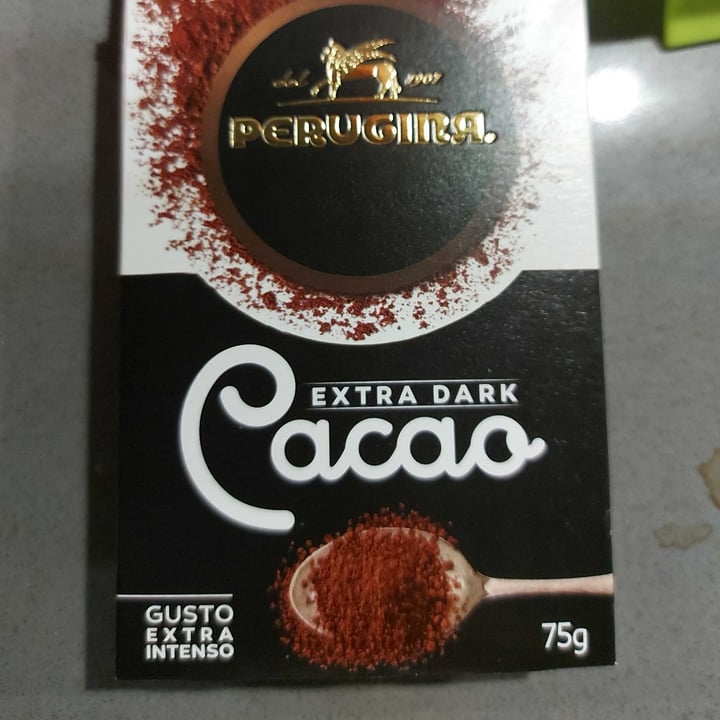 dal 1907
PERUGINA.
EXTRA DARK
Cacao
GUSTO
EXTRA
INTENSO
75g